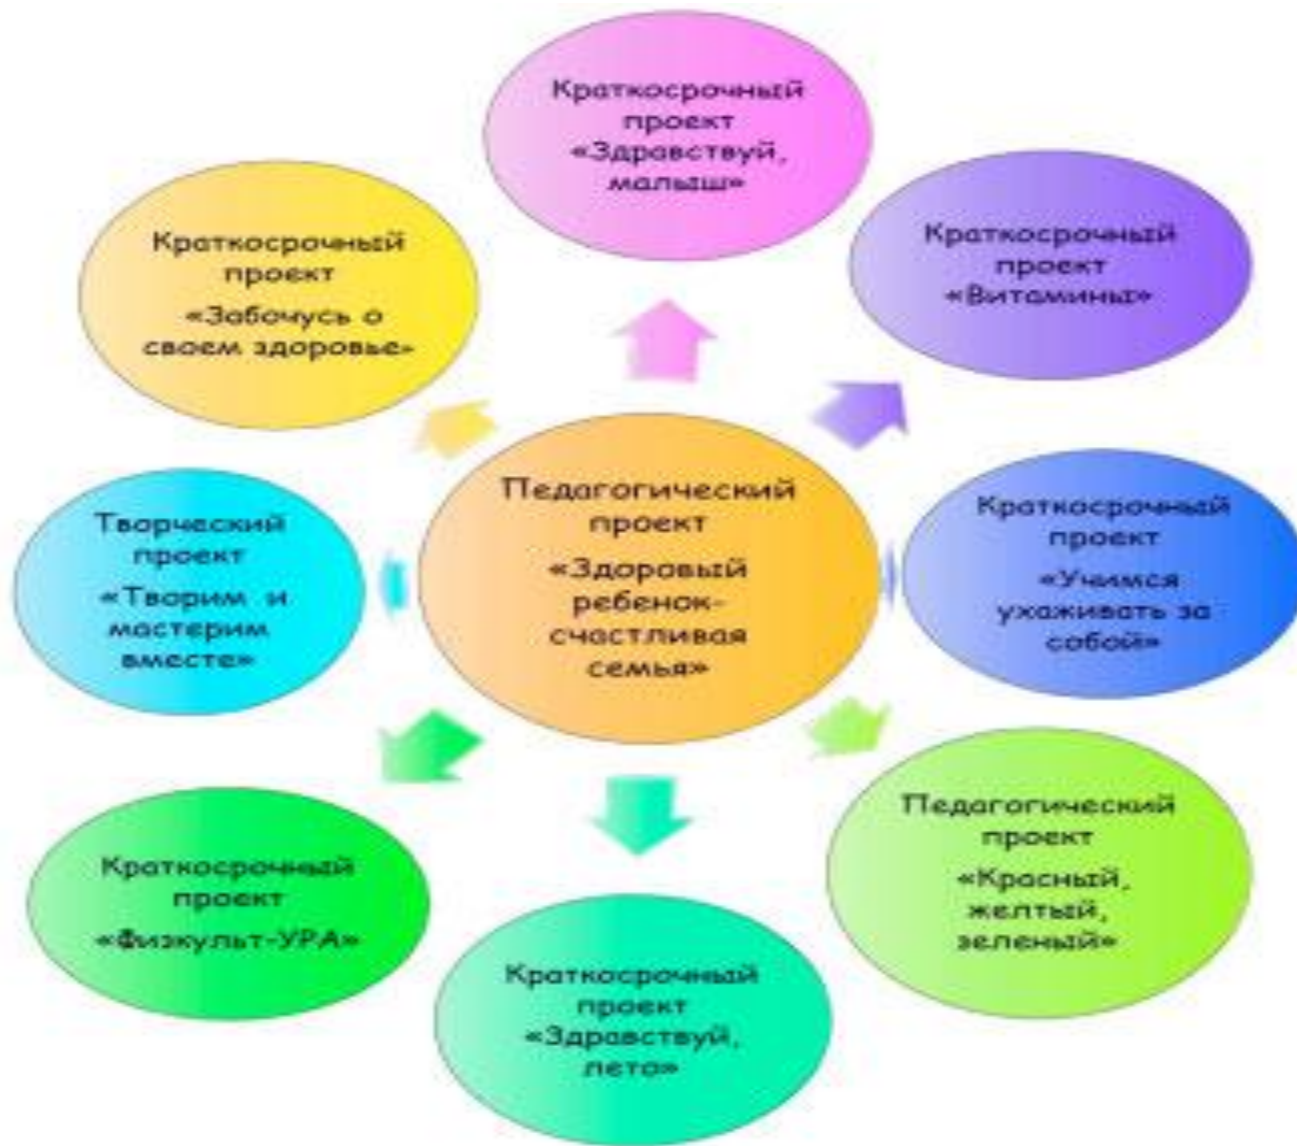 Краткосрочный
проект
«Здравствуй,
малыш»
Краткосрочный
проект
«Витамины»
Краткосрочный
проект
«Учимся
ухаживать за
собой»
Педагогический
проект
«Красный,
желтый,
зеленый»
Краткосрочный
проект
«Здравствуй,
лето»
Краткосрочный
проект
«Физкульт-УРА»
Творческий
проект
«Творим и
мастерим
вместе»
Краткосрочный
проект
«Забочусь о
своем здоровье»
Педагогический
проект
«Здоровый
ребенок-
счастливая
семья»